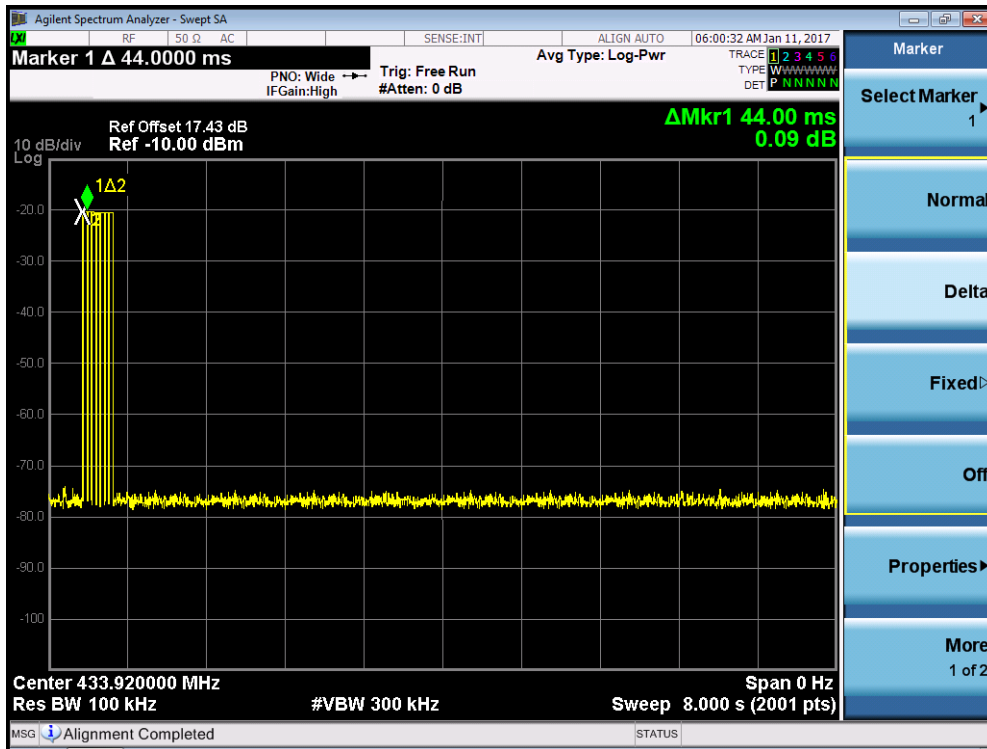 Agilent Spectrum Analyzer - Swept SA
LXI RF 50 Ω AC SENSE:INT ALIGN AUTO 06:00:32 AM Jan 11, 2017
Marker 1 Δ 44.0000 ms
PNO: Wide
IFGain:High
Trig: Free Run
#Atten: 0 dB
Avg Type: Log-Pwr
TRACE 1 2 3 4 5 6
TYPE WWWWWW
DET P N N N N N
ΔMkr1 44.00 ms
0.09 dB
Ref Offset 17.43 dB
10 dB/div Ref -10.00 dBm
Log
1Δ2
2
-20.0
-30.0
-40.0
-50.0
-60.0
-70.0
-80.0
-90.0
-100
Center 433.920000 MHz Span 0 Hz
Res BW 100 kHz #VBW 300 kHz Sweep 8.000 s (2001 pts)
MSG Alignment Completed STATUS
Marker
Select Marker
1
Normal
Delta
Fixed
Off
Properties
More
1 of 2